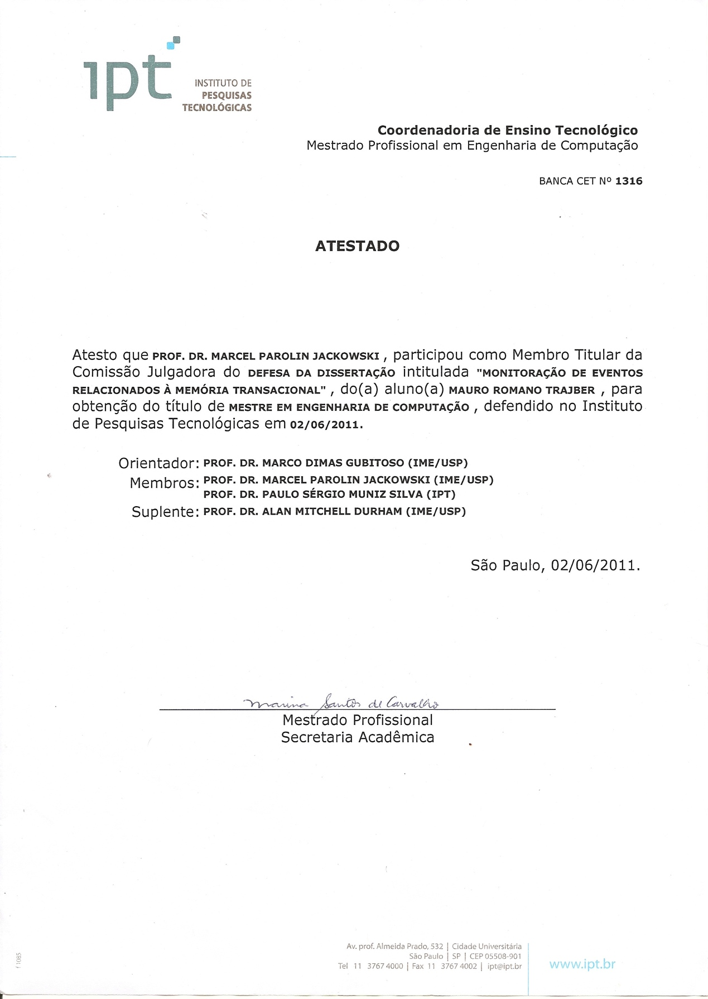 ipt
INSTITUTO DE
PESQUISAS
TECNOLÓGICAS
Coordenadoria de Ensino Tecnológico
Mestrado Profissional em Engenharia de Computação
BANCA CET Nº 1316
ATESTADO
Atesto que PROF. DR. MARCEL PAROLIN JACKOWSKI , participou como Membro Titular da
Comissão Julgadora do DEFESA DA DISSERTAÇÃO intitulada "MONITORAÇÃO DE EVENTOS
RELACIONADOS À MEMÓRIA TRANSACIONAL" , do(a) aluno(a) MAURO ROMANO TRAJBER , para
obtenção do título de MESTRE EM ENGENHARIA DE COMPUTAÇÃO , defendido no Instituto
de Pesquisas Tecnológicas em 02/06/2011.
Orientador: PROF. DR. MARCO DIMAS GUBITOSO (IME/USP)
Membros: PROF. DR. MARCEL PAROLIN JACKOWSKI (IME/USP)
PROF. DR. PAULO SÉRGIO MUNIZ SILVA (IPT)
Suplente: PROF. DR. ALAN MITCHELL DURHAM (IME/USP)
São Paulo, 02/06/2011.
Marina Santos de Carvalho
Mestrado Profissional
Secretaria Acadêmica
Av. prof. Almeida Prado, 532 | Cidade Universitária
São Paulo | SP | CEP 05508-901
Tel 11 3767 4000 | Fax 11 3767 4002 | ipt@ipt.br
www.ipt.br
f 1085